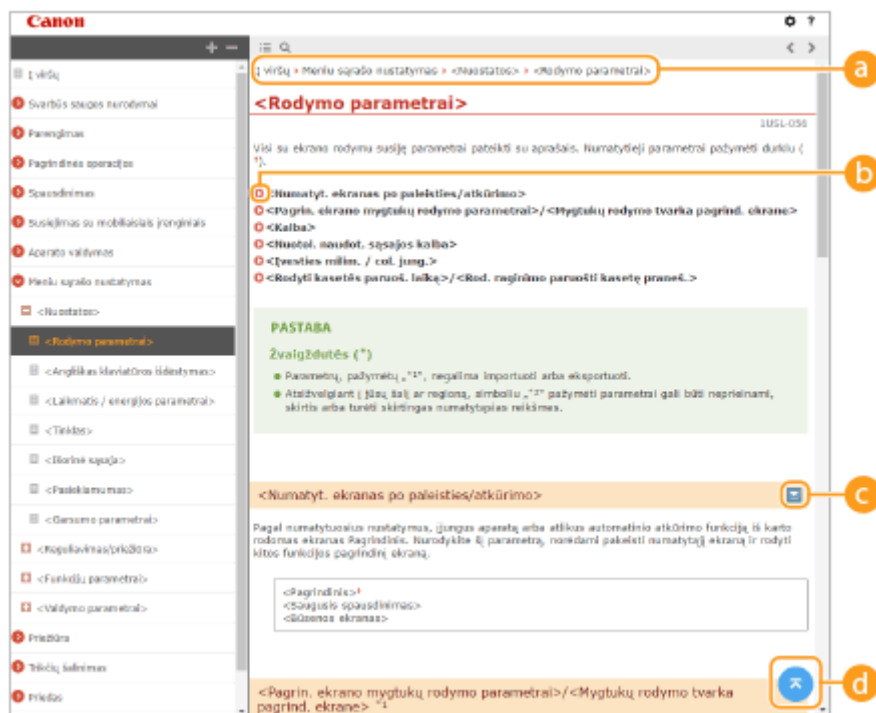 Canon
?
+ −
Į viršų
Svarbūs saugos nurodymai
Parengimas
Pagrindinės operacijos
Spausdinimas
Susiejimas su mobiliaisiais įrenginiais
Aparato valdymas
Meniu sąrašo nustatymas
<Nuostatos>
<Rodymo parametrai>
<Angliškas klaviatūros išdėstymas>
<Laikmatis / energijos parametrai>
<Tinklas>
<Išorinė sąsaja>
<Pasiekiamumas>
<Garsumo parametrai>
<Reguliavimas/priežiūra>
<Funkcijų parametrai>
<Valdymo parametrai>
Priežiūra
Trikčių šalinimas
Priedas
Į viršų › Meniu sąrašo nustatymas › <Nuostatos> › <Rodymo parametrai>
a
<Rodymo parametrai>
1USL-056
Visi su ekrano rodymu susiję parametrai pateikti su aprašais. Numatytieji parametrai pažymėti durklu (
†).
b
<Numatyt. ekranas po paleisties/atkūrimo>
<Pagrin. ekrano mygtukų rodymo parametrai>/<Mygtukų rodymo tvarka pagrind. ekrane>
<Kalba>
<Nuotol. naudot. sąsajos kalba>
<Įvesties milim. / col. jung.>
<Rodyti kasetės paruoš. laiką>/<Rod. raginimo paruošti kasetę praneš.>
PASTABA
Žvaigždutės (*)
Parametrų, pažymėtų „*1", negalima importuoti arba eksportuoti.
Atsižvelgiant į jūsų šalį ar regioną, simboliu „*2" pažymėti parametrai gali būti neprieinami,
skirtis arba turėti skirtingas numatytąsias reikšmes.
<Numatyt. ekranas po paleisties/atkūrimo>
c
Pagal numatytuosius nustatymus, įjungus aparatą arba atlikus automatinio atkūrimo funkciją iš karto
rodomas ekranas Pagrindinis. Nurodykite šį parametrą, norėdami pakeisti numatytąjį ekraną ir rodyti
kitos funkcijos pagrindinį ekraną.
<Pagrindinis>†
<Saugusis spausdinimas>
<Būsenos ekranas>
d
<Pagrin. ekrano mygtukų rodymo parametrai>/<Mygtukų rodymo tvarka
pagrind. ekrane> *1